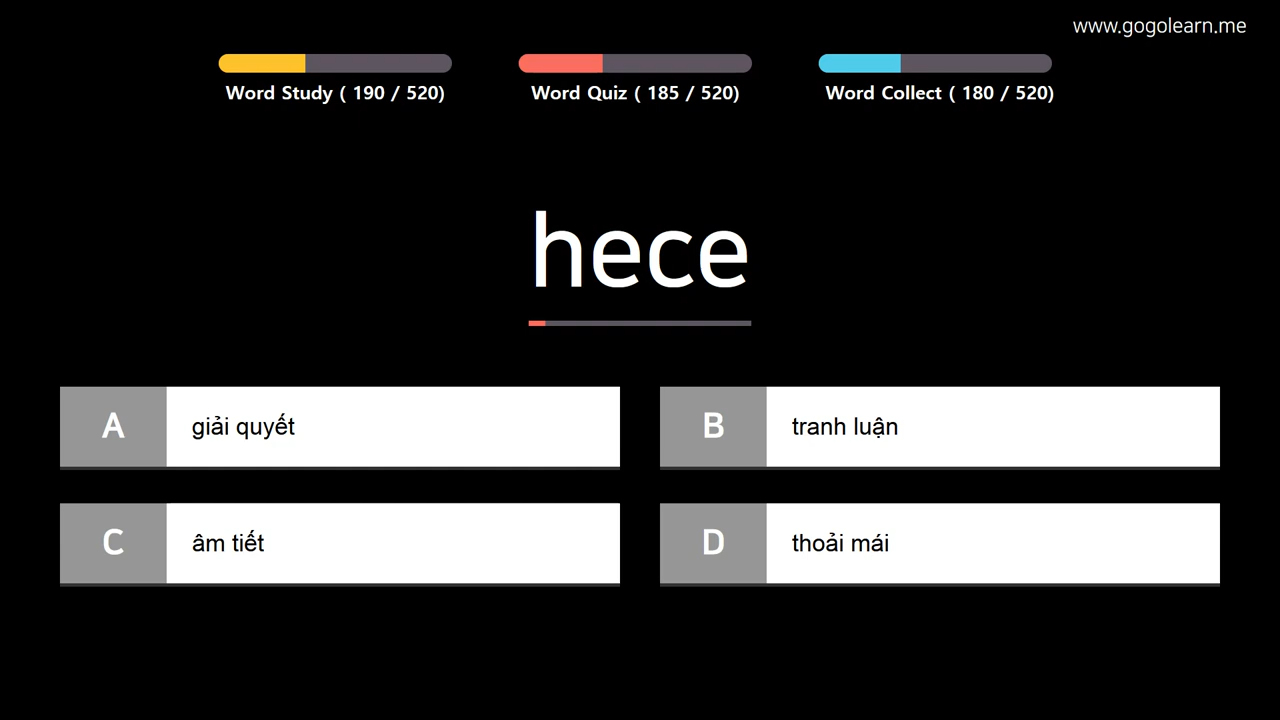 www.gogolearn.me
Word Study ( 190 / 520)
Word Quiz ( 185 / 520)
Word Collect ( 180 / 520)
hece
A giải quyết
B tranh luận
C âm tiết
D thoải mái